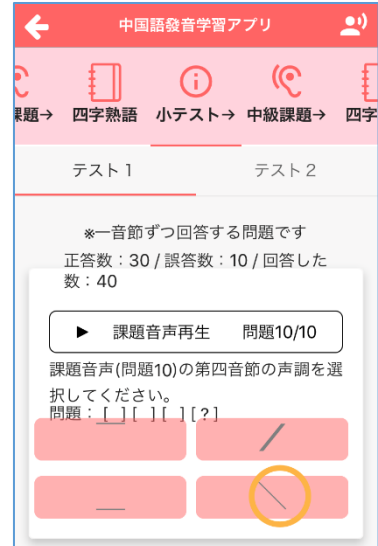 中国語發音学習アプリ
課題→ 四字熟語 小テスト→ 中級課題→ 四字
テスト1 テスト2
※一音節ずつ回答する問題です
正答数：30 / 誤答数：10 / 回答した
数：40
▶ 課題音声再生 問題10/10
課題音声(問題10)の第四音節の声調を選
択してください。
問題：[ ][ ][ ][?]